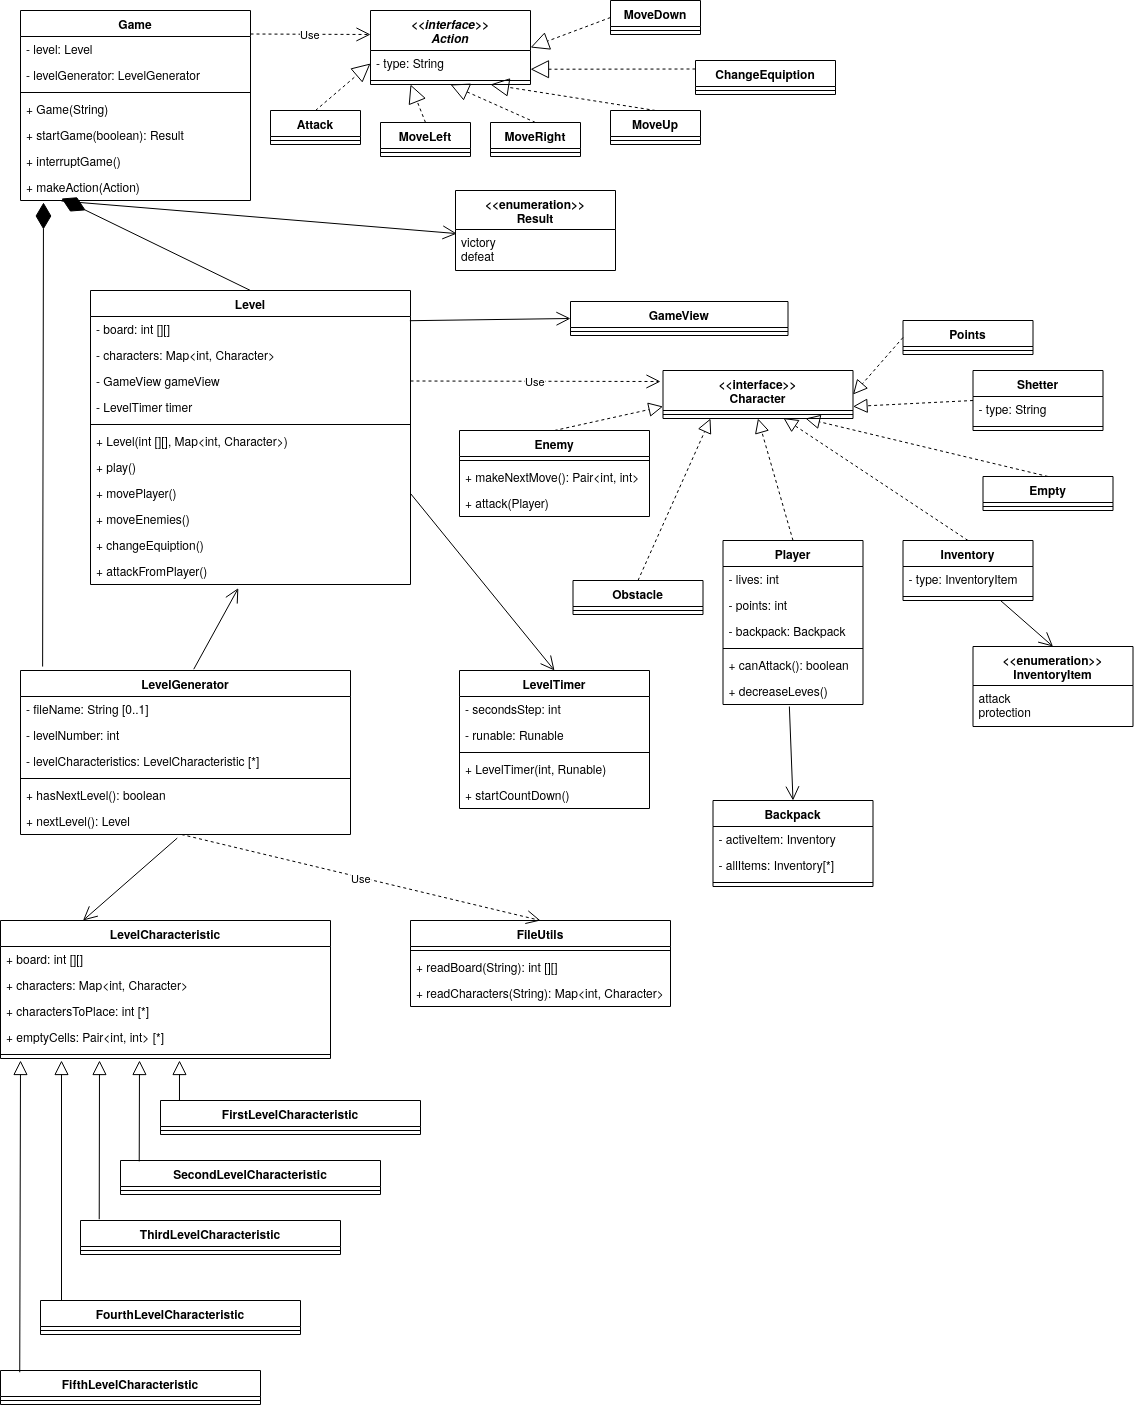 Game
- level: Level
- levelGenerator: LevelGenerator
+ Game(String)
+ startGame(boolean): Result
+ interruptGame()
+ makeAction(Action)
Use
<<interface>>
Action
- type: String
MoveDown
ChangeEquiption
Attack
MoveLeft
MoveRight
MoveUp
<<enumeration>>
Result
victory
defeat
Level
- board: int [][]
- characters: Map<int, Character>
- GameView gameView
- LevelTimer timer
+ Level(int [][], Map<int, Character>)
+ play()
+ movePlayer()
+ moveEnemies()
+ changeEquiption()
+ attackFromPlayer()
GameView
Use
<<interface>>
Character
Points
Shetter
- type: String
Enemy
+ makeNextMove(): Pair<int, int>
+ attack(Player)
Empty
Obstacle
Player
- lives: int
- points: int
- backpack: Backpack
+ canAttack(): boolean
+ decreaseLeves()
Inventory
- type: InventoryItem
<<enumeration>>
InventoryItem
attack
protection
LevelGenerator
- fileName: String [0..1]
- levelNumber: int
- levelCharacteristics: LevelCharacteristic [*]
+ hasNextLevel(): boolean
+ nextLevel(): Level
LevelTimer
- secondsStep: int
- runable: Runable
+ LevelTimer(int, Runable)
+ startCountDown()
Backpack
- activeItem: Inventory
- allItems: Inventory[*]
Use
LevelCharacteristic
+ board: int [][]
+ characters: Map<int, Character>
+ charactersToPlace: int [*]
+ emptyCells: Pair<int, int> [*]
FileUtils
+ readBoard(String): int [][]
+ readCharacters(String): Map<int, Character>
FirstLevelCharacteristic
SecondLevelCharacteristic
ThirdLevelCharacteristic
FourthLevelCharacteristic
FifthLevelCharacteristic